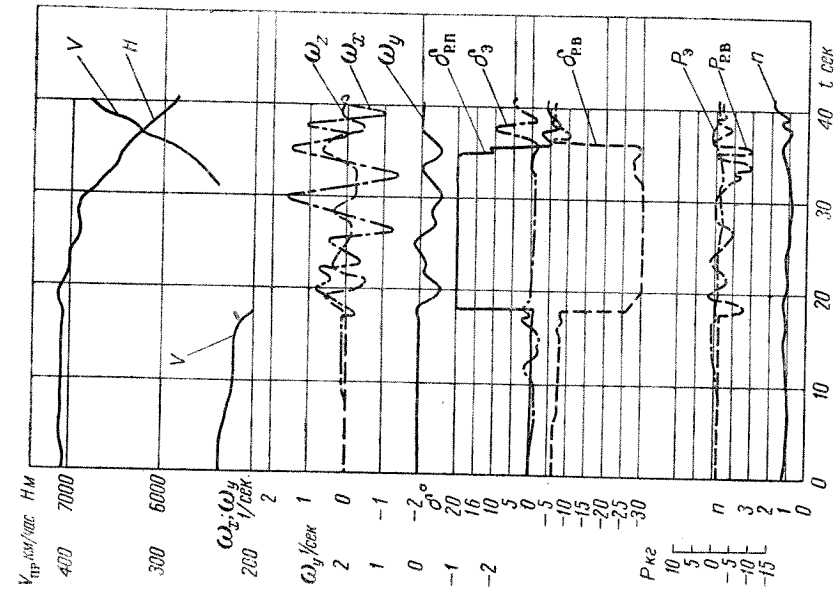 Vпр км/час Нм
400 7000
300 6000
200
V
H
V
ωx; ωy
1/сек
2
1
0
-1
-2
ωy 1/сек
2
1
0
-1
-2
ωz
ωx
ωy
δ°
20
16
10
5
0
-5
-10
-15
-20
-25
-30
δр.п
δэ
δр.в
P кг
10
5
0
-5
-10
-15
n
3
2
1
0
Pэ
Pр.в
n
0 10 20 30 40 t сек